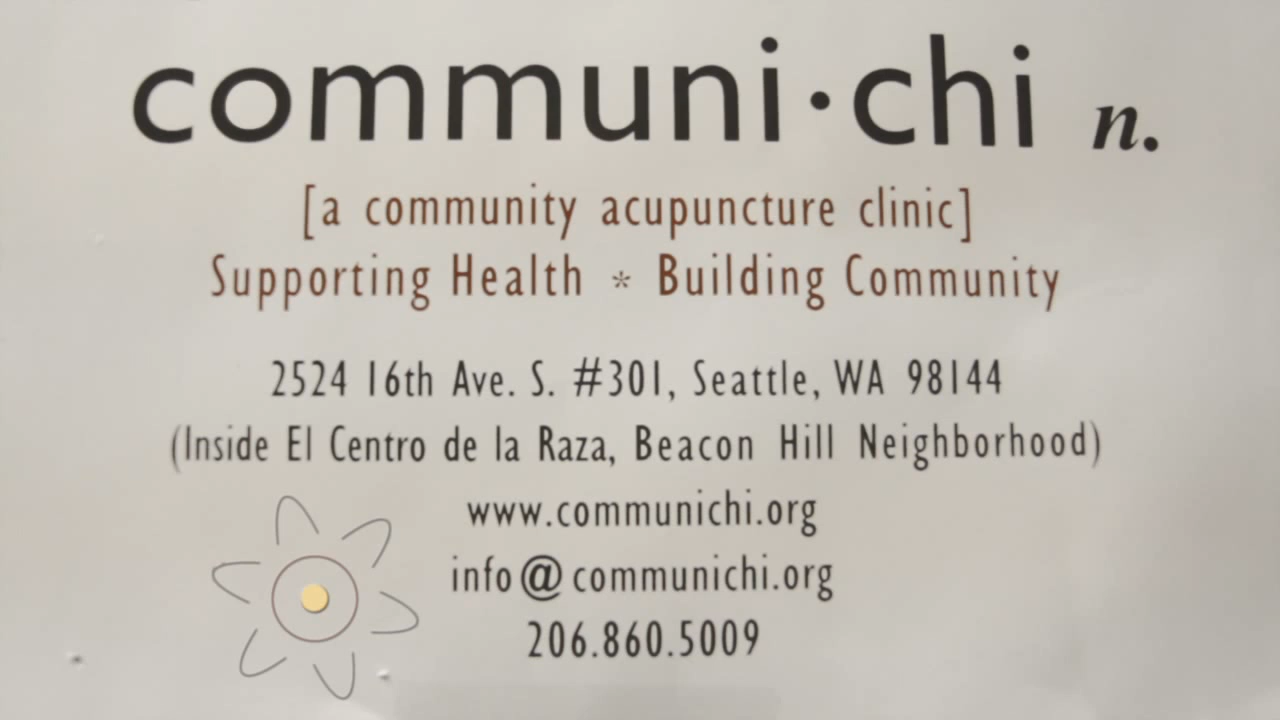 communi·chi n.
[a community acupuncture clinic]
Supporting Health * Building Community
2524 16th Ave. S. #301, Seattle, WA 98144
(Inside El Centro de la Raza, Beacon Hill Neighborhood)
www.communichi.org
info@communichi.org
206.860.5009